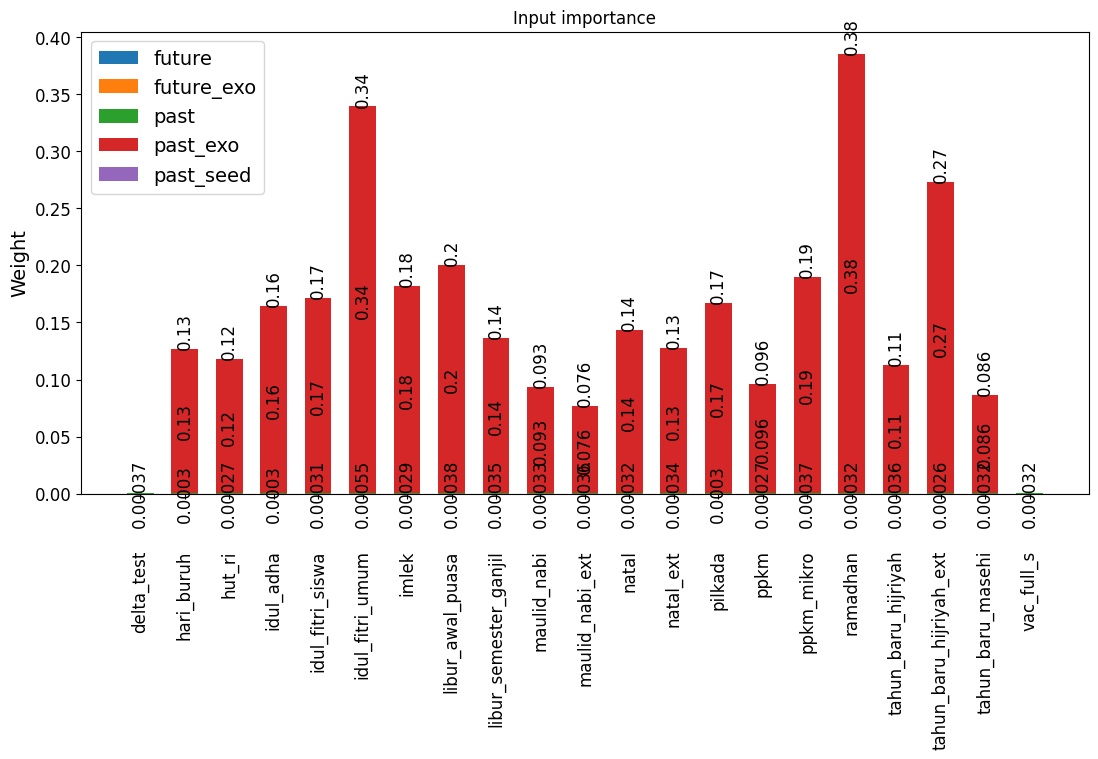 Input importance
Weight
0.40
0.35
0.30
0.25
0.20
0.15
0.10
0.05
0.00
future
future_exo
past
past_exo
past_seed
0.13
0.12
0.16
0.17
0.34
0.18
0.2
0.14
0.093
0.076
0.14
0.13
0.17
0.096
0.19
0.38
0.11
0.27
0.086
0.13
0.12
0.16
0.17
0.34
0.18
0.2
0.14
0.093
0.076
0.14
0.13
0.17
0.096
0.19
0.38
0.11
0.27
0.086
0.00037
0.0003
0.00027
0.0003
0.00031
0.00055
0.00029
0.00038
0.00035
0.00033
0.00036
0.00032
0.00034
0.0003
0.00027
0.00037
0.00032
0.00036
0.00026
0.00032
0.00032
delta_test
hari_buruh
hut_ri
idul_adha
idul_fitri_siswa
idul_fitri_umum
imlek
libur_awal_puasa
libur_semester_ganjil
maulid_nabi
maulid_nabi_ext
natal
natal_ext
pilkada
ppkm
ppkm_mikro
ramadhan
tahun_baru_hijriyah
tahun_baru_hijriyah_ext
tahun_baru_masehi
vac_full_s